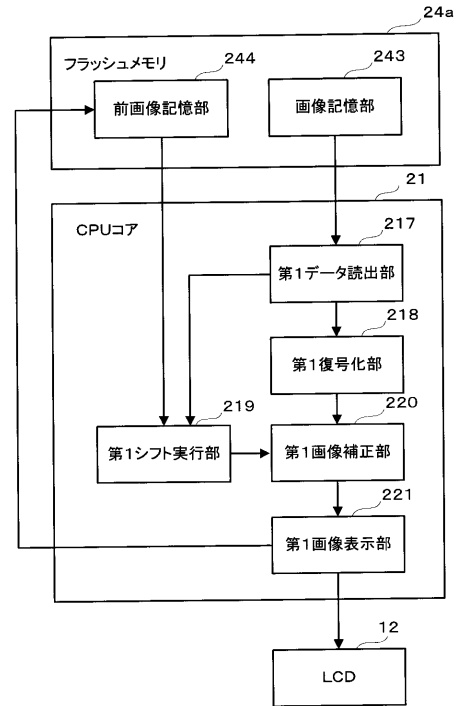 24a
フラッシュメモリ
244
243
前画像記憶部
画像記憶部
21
CPUコア
217
第1データ読出部
218
第1復号化部
219
220
第1シフト実行部
第1画像補正部
221
第1画像表示部
12
LCD